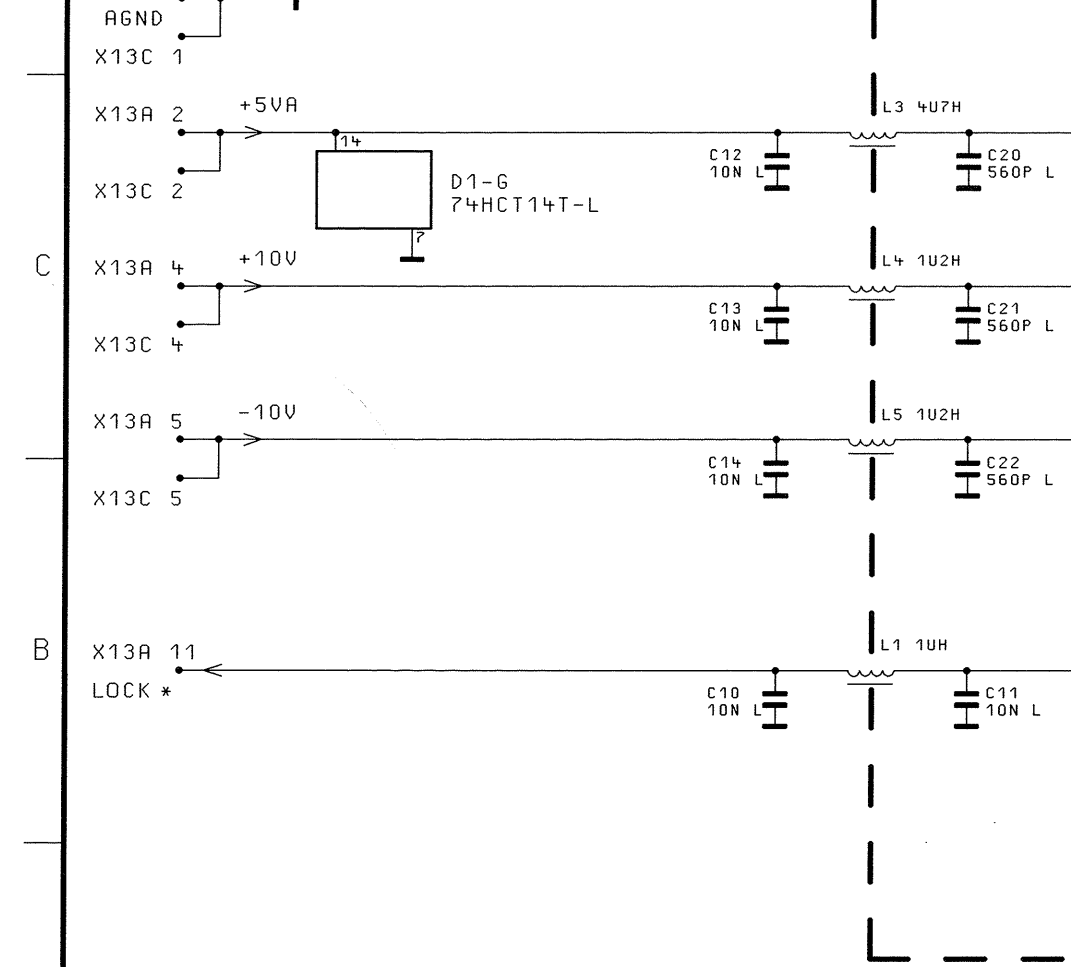 AGND
X13C 1
X13A 2
+5VA
L3 4U7H
14
C12
10N L
C20
560P L
X13C 2
D1-G
74HCT14T-L
7
C
X13A 4
+10V
L4 1U2H
C13
10N L
C21
560P L
X13C 4
X13A 5
-10V
L5 1U2H
C14
10N L
C22
560P L
X13C 5
B
X13A 11
L1 1UH
LOCK *
C10
10N L
C11
10N L